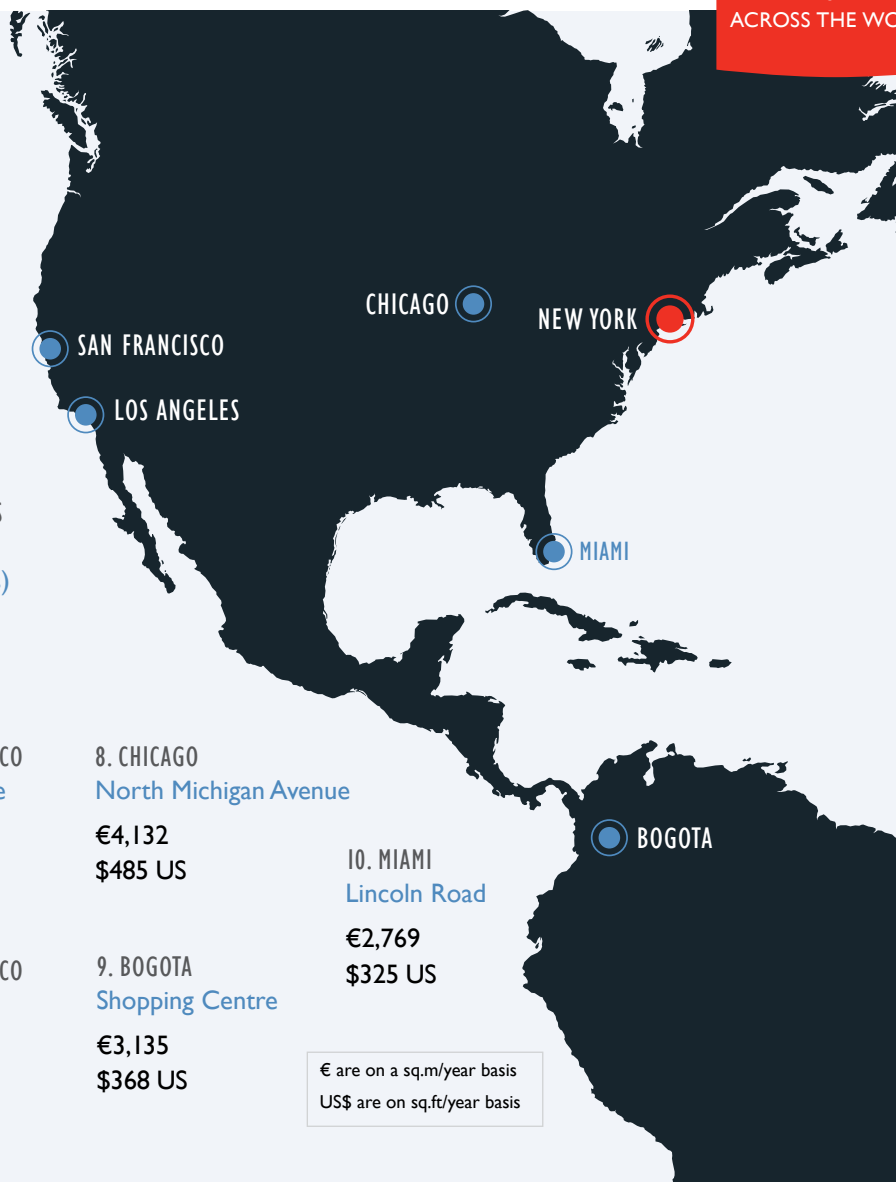 ACROSS THE WO
CHICAGO
NEW YORK
SAN FRANCISCO
LOS ANGELES
S
)
MIAMI
CO
e
8. CHICAGO
North Michigan Avenue
€4,132
$485 US
BOGOTA
10. MIAMI
Lincoln Road
€2,769
$325 US
CO
9. BOGOTA
Shopping Centre
€3,135
$368 US
€ are on a sq.m/year basis
US$ are on sq.ft/year basis